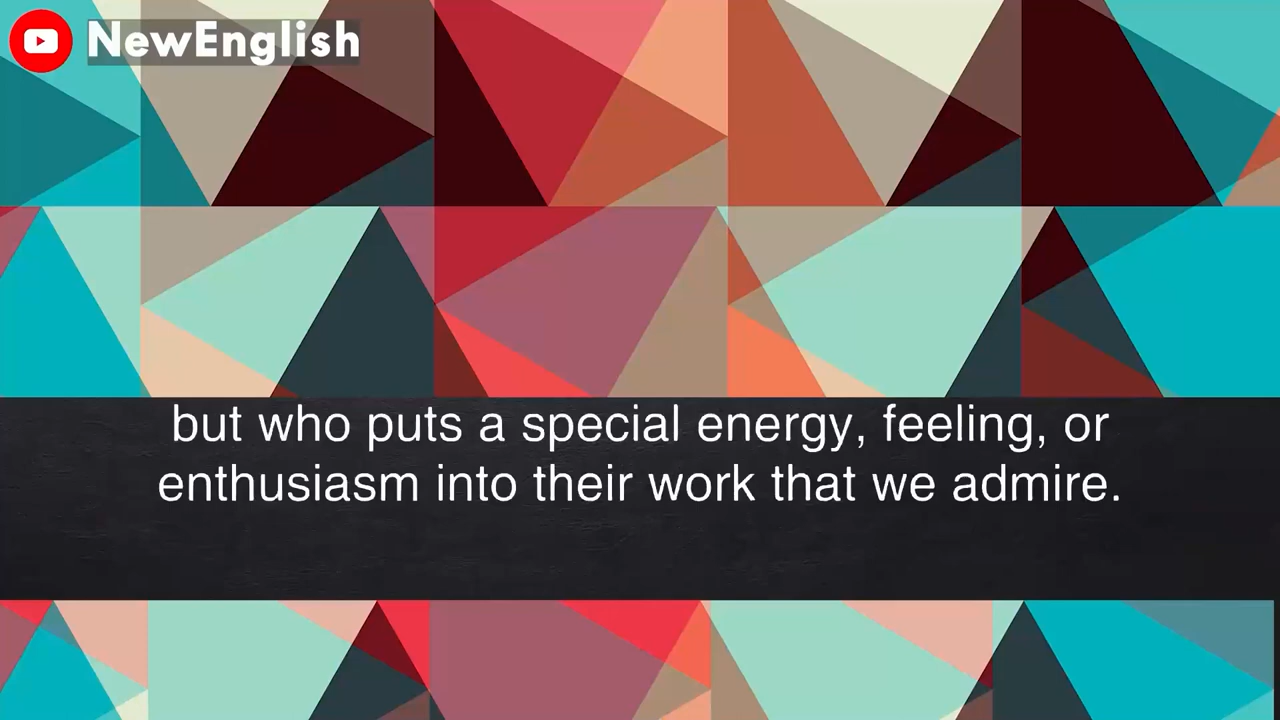 NewEnglish
but who puts a special energy, feeling, or
enthusiasm into their work that we admire.